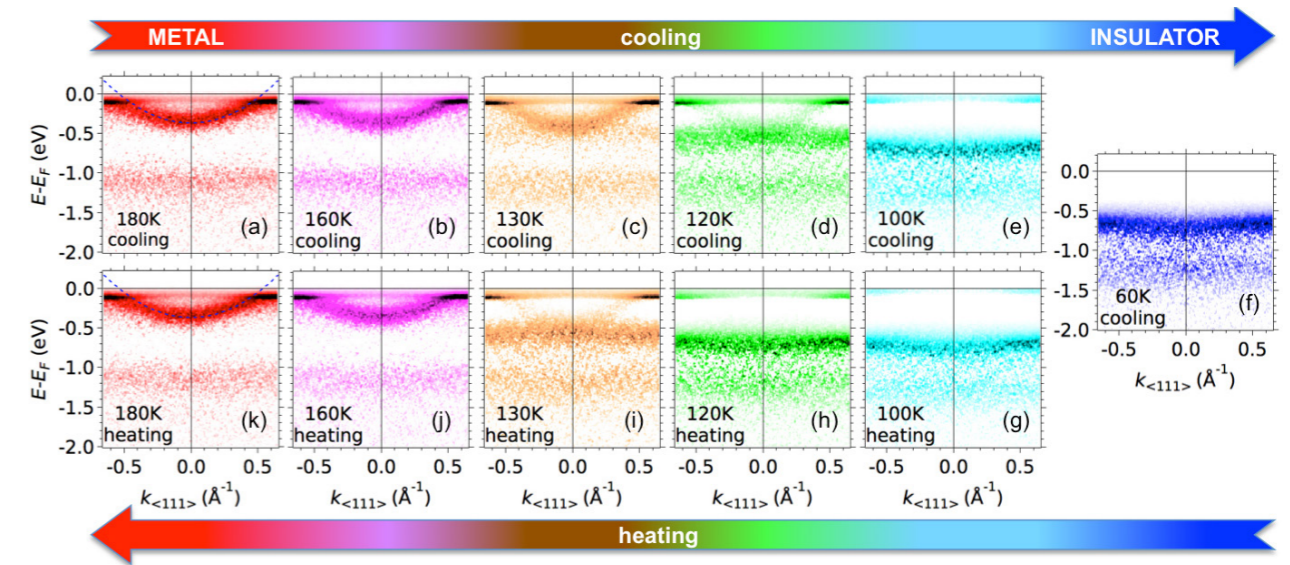 METAL cooling INSULATOR
E-E_F (eV)
0.0
-0.5
-1.0
-1.5
-2.0
180K
cooling
(a)
160K
cooling
(b)
130K
cooling
(c)
120K
cooling
(d)
100K
cooling
(e)
0.0
-0.5
-1.0
-1.5
-2.0
60K
cooling
(f)
-0.5 0.0 0.5
k<111> (Å⁻¹)
E-E_F (eV)
0.0
-0.5
-1.0
-1.5
-2.0
180K
heating
(k)
160K
heating
(j)
130K
heating
(i)
120K
heating
(h)
100K
heating
(g)
-0.5 0.0 0.5
-0.5 0.0 0.5
-0.5 0.0 0.5
-0.5 0.0 0.5
-0.5 0.0 0.5
k<111> (Å⁻¹)
k<111> (Å⁻¹)
k<111> (Å⁻¹)
k<111> (Å⁻¹)
k<111> (Å⁻¹)
heating